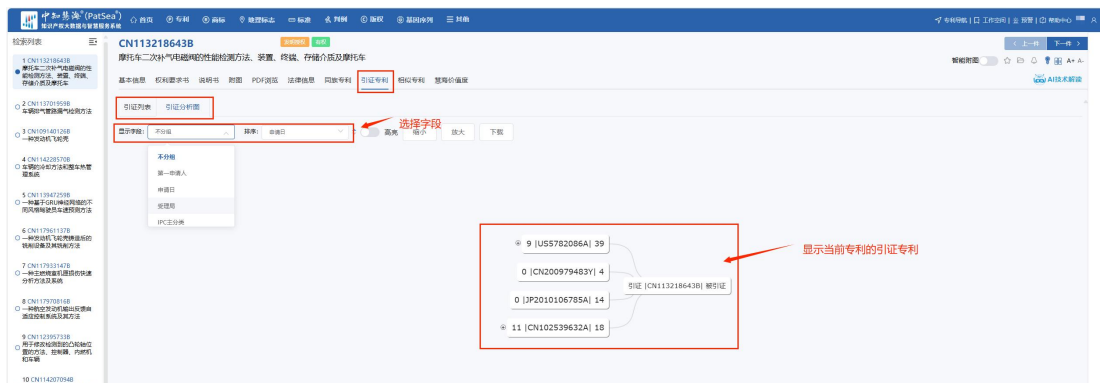 中知慧海®(PatSea®)
知识产权大数据与智慧服务系统
首页
专利
商标
地理标志
标准
判例
版权
基因序列
其他
专利导航
工作空间
预警
帮助中心
检索列表
CN113218643B
摩托车二次补气电磁阀的性能检测方法、装置、终端、存储介质及摩托车
上一件
下一件
智能附图
A+ A-
基本信息 权利要求书 说明书 附图 PDF浏览 法律信息 同族专利 引证专利 相似专利 慧海价值度
AI技术解读
引证列表 引证分析图
显示字段: 不分组 排序: 申请日 高亮 缩小 放大 下载
选择字段
不分组
第一申请人
申请日
受理局
IPC主分类
1 CN113218643B
摩托车二次补气电磁阀的性
能检测方法、装置、终端、
存储介质及摩托车
2 CN113701959B
车辆排气管路漏气检测方法
3 CN109140126B
一种发动机飞轮壳
4 CN114228570B
车辆的冷却方法和整车热管
理系统
5 CN113947259B
一种基于GRU神经网络的不
同风格驾驶员车速预测方法
6 CN117961137B
一种发动机飞轮壳铸造后的
铣削设备及其铣削方法
7 CN117933147B
一种主燃烧室机匣损伤快速
分析方法及系统
8 CN117970816B
一种航空发动机输出反馈自
适应控制系统及其方法
9 CN112395733B
用于修改检测到的凸轮轴位
置的方法、控制器、内燃机
和车辆
10 CN114207094B
9 |US5782086A| 39
0 |CN200979483Y| 4
0 |JP2010106785A| 14
11 |CN102539632A| 18
引证 |CN113218643B| 被引证
显示当前专利的引证专利